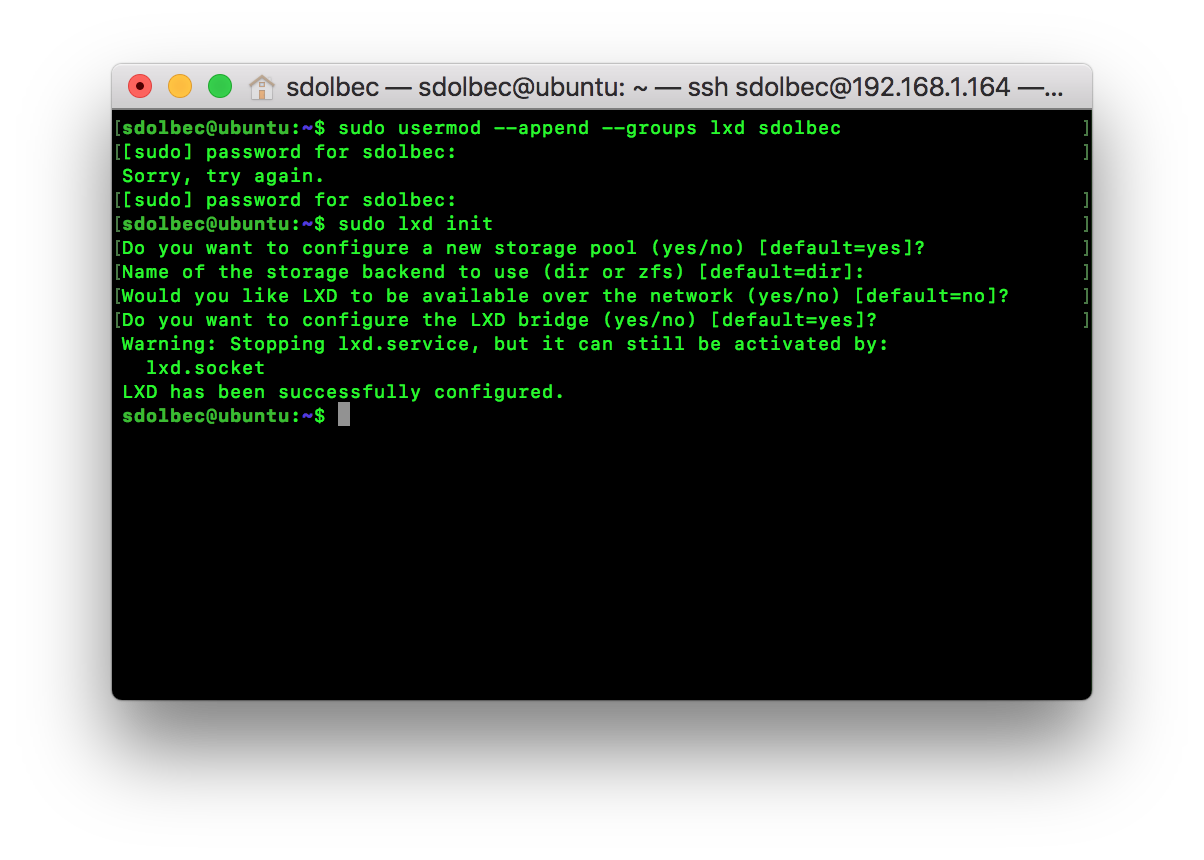 sdolbec — sdolbec@ubuntu: ~ — ssh sdolbec@192.168.1.164 —...
[sdolbec@ubuntu:~$ sudo usermod --append --groups lxd sdolbec ]
[[sudo] password for sdolbec: ]
Sorry, try again.
[[sudo] password for sdolbec: ]
[sdolbec@ubuntu:~$ sudo lxd init ]
[Do you want to configure a new storage pool (yes/no) [default=yes]? ]
[Name of the storage backend to use (dir or zfs) [default=dir]: ]
[Would you like LXD to be available over the network (yes/no) [default=no]? ]
[Do you want to configure the LXD bridge (yes/no) [default=yes]? ]
Warning: Stopping lxd.service, but it can still be activated by:
  lxd.socket
LXD has been successfully configured.
sdolbec@ubuntu:~$